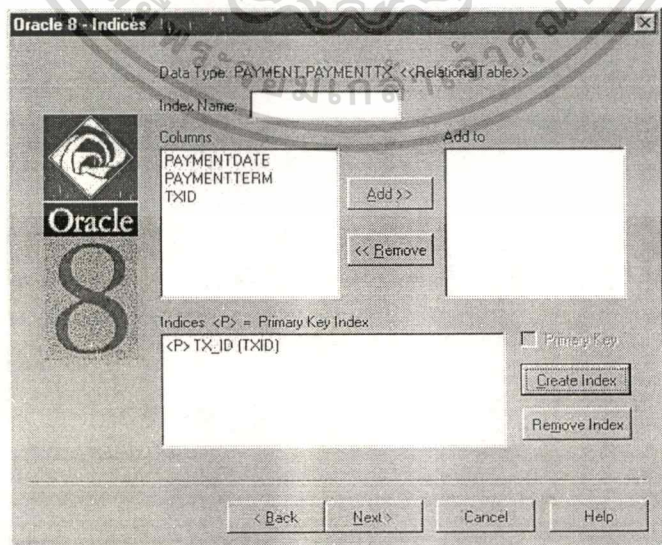 Oracle 8 - Indices
Data Type: PAYMENT.PAYMENTTX <<RelationalTable>>
Index Name:
Columns
Add to
PAYMENTDATE
PAYMENTTERM
TXID
Add >>
<< Remove
Oracle
8
Indices <P> = Primary Key Index
<P> TX_ID (TXID)
Primary Key
Create Index
Remove Index
< Back
Next >
Cancel
Help